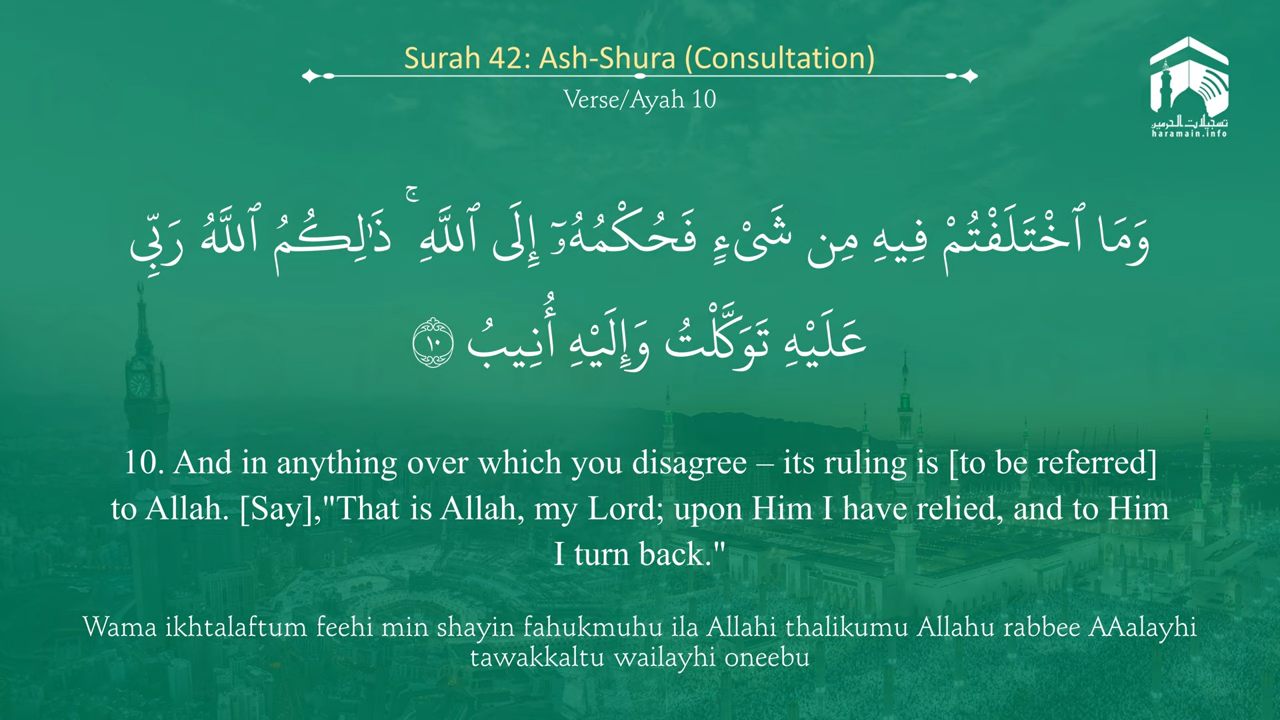 Surah 42: Ash-Shura (Consultation)
Verse/Ayah 10
تسجيلات الحرمين
haramain.info
وَمَا ٱخْتَلَفْتُمْ فِيهِ مِن شَىْءٍ فَحُكْمُهُۥٓ إِلَى ٱللَّهِ ۚ ذَٰلِكُمُ ٱللَّهُ رَبِّى
عَلَيْهِ تَوَكَّلْتُ وَإِلَيْهِ أُنِيبُ ١٠
10. And in anything over which you disagree – its ruling is [to be referred]
to Allah. [Say],"That is Allah, my Lord; upon Him I have relied, and to Him
I turn back."
Wama ikhtalaftum feehi min shayin fahukmuhu ila Allahi thalikumu Allahu rabbee AAalayhi
tawakkaltu wailayhi oneebu